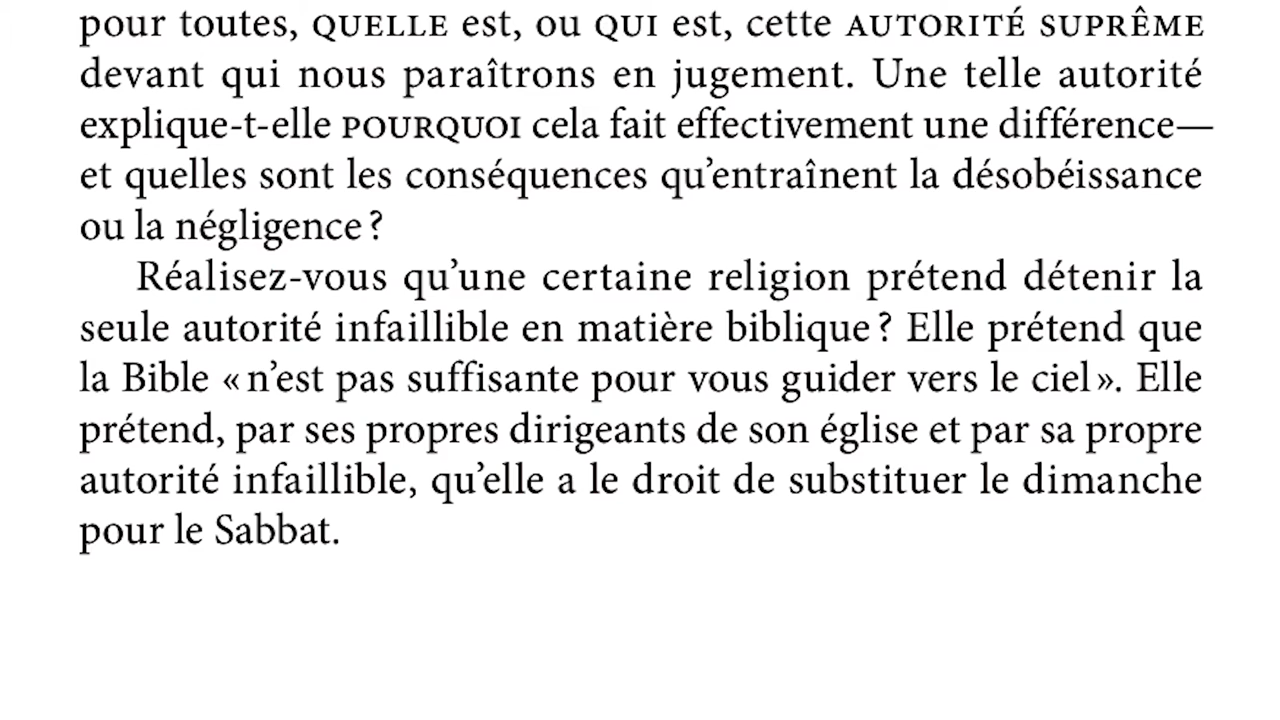 pour toutes, QUELLE est, ou QUI est, cette AUTORITÉ SUPRÊME
devant qui nous paraîtrons en jugement. Une telle autorité
explique-t-elle POURQUOI cela fait effectivement une différence—
et quelles sont les conséquences qu’entraînent la désobéissance
ou la négligence ?
Réalisez-vous qu’une certaine religion prétend détenir la
seule autorité infaillible en matière biblique ? Elle prétend que
la Bible « n’est pas suffisante pour vous guider vers le ciel ». Elle
prétend, par ses propres dirigeants de son église et par sa propre
autorité infaillible, qu’elle a le droit de substituer le dimanche
pour le Sabbat.